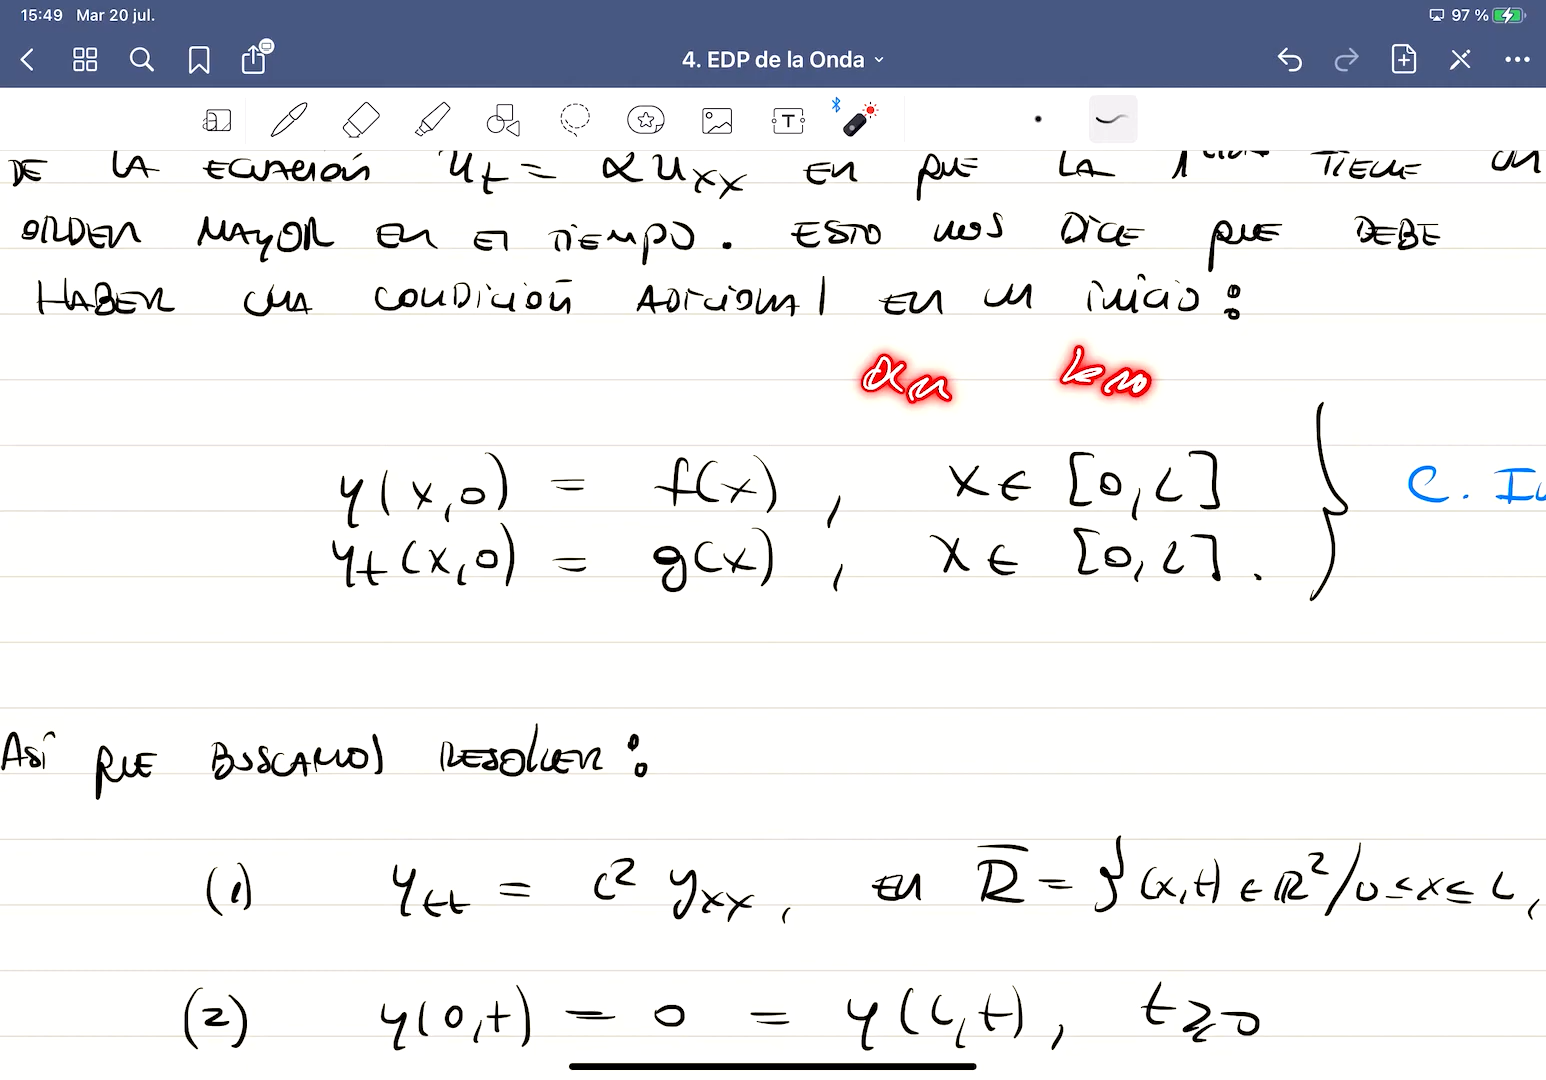 15:49 Mar 20 jul. 97 %
4. EDP de la Onda
T
DE LA ECUACIÓN u_t = α u_xx EN QUE LA 1 TIENE UN
ORDEN MAYOR EN EL TIEMPO. ESTO NOS DICE QUE DEBE
HABER UNA CONDICIÓN ADICIONAL EN UN INICIO:
y(x,0) = f(x), x ∈ [0,L]
y_t(x,0) = g(x), x ∈ [0,L]. } C.
ASÍ QUE BUSCAMOS RESOLVER:
(1) y_tt = c² y_xx, EN R̅ = {(x,t) ∈ ℝ² / 0 ≤ x ≤ L,
(2) y(0,t) = 0 = y(L,t), t ≥ 0